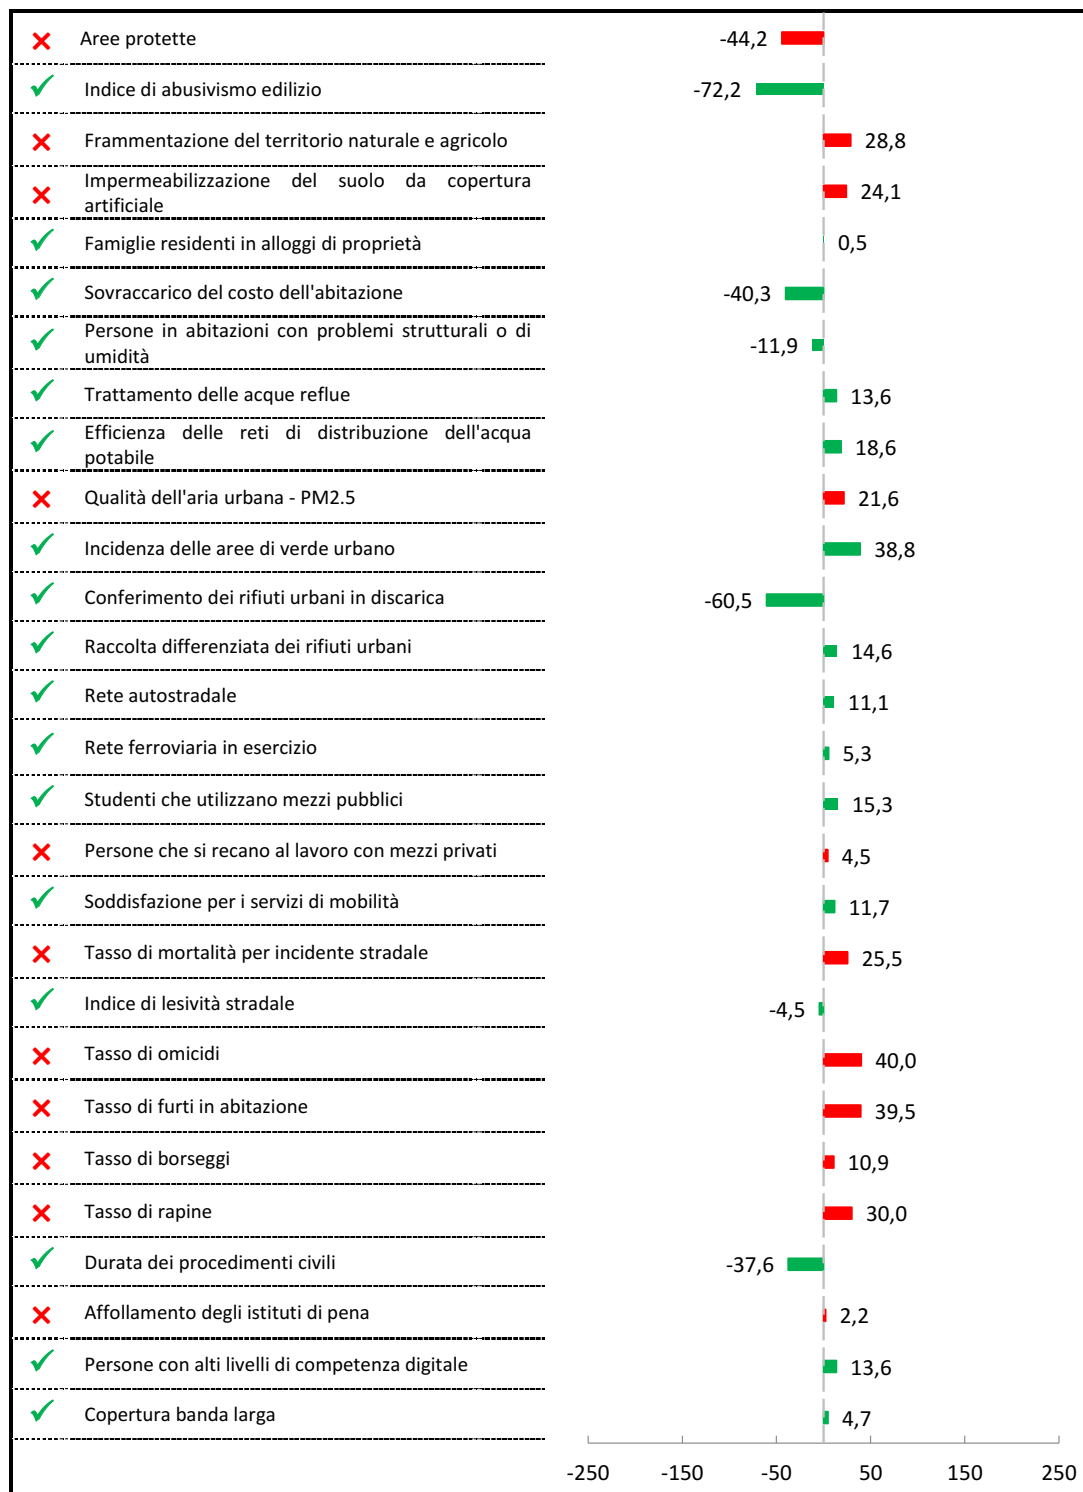 Aree protette -44,2
Indice di abusivismo edilizio -72,2
Frammentazione del territorio naturale e agricolo 28,8
Impermeabilizzazione del suolo da copertura
artificiale 24,1
Famiglie residenti in alloggi di proprietà 0,5
Sovraccarico del costo dell'abitazione -40,3
Persone in abitazioni con problemi strutturali o di
umidità -11,9
Trattamento delle acque reflue 13,6
Efficienza delle reti di distribuzione dell'acqua
potabile 18,6
Qualità dell'aria urbana - PM2.5 21,6
Incidenza delle aree di verde urbano 38,8
Conferimento dei rifiuti urbani in discarica -60,5
Raccolta differenziata dei rifiuti urbani 14,6
Rete autostradale 11,1
Rete ferroviaria in esercizio 5,3
Studenti che utilizzano mezzi pubblici 15,3
Persone che si recano al lavoro con mezzi privati 4,5
Soddisfazione per i servizi di mobilità 11,7
Tasso di mortalità per incidente stradale 25,5
Indice di lesività stradale -4,5
Tasso di omicidi 40,0
Tasso di furti in abitazione 39,5
Tasso di borseggi 10,9
Tasso di rapine 30,0
Durata dei procedimenti civili -37,6
Affollamento degli istituti di pena 2,2
Persone con alti livelli di competenza digitale 13,6
Copertura banda larga 4,7
-250 -150 -50 50 150 250